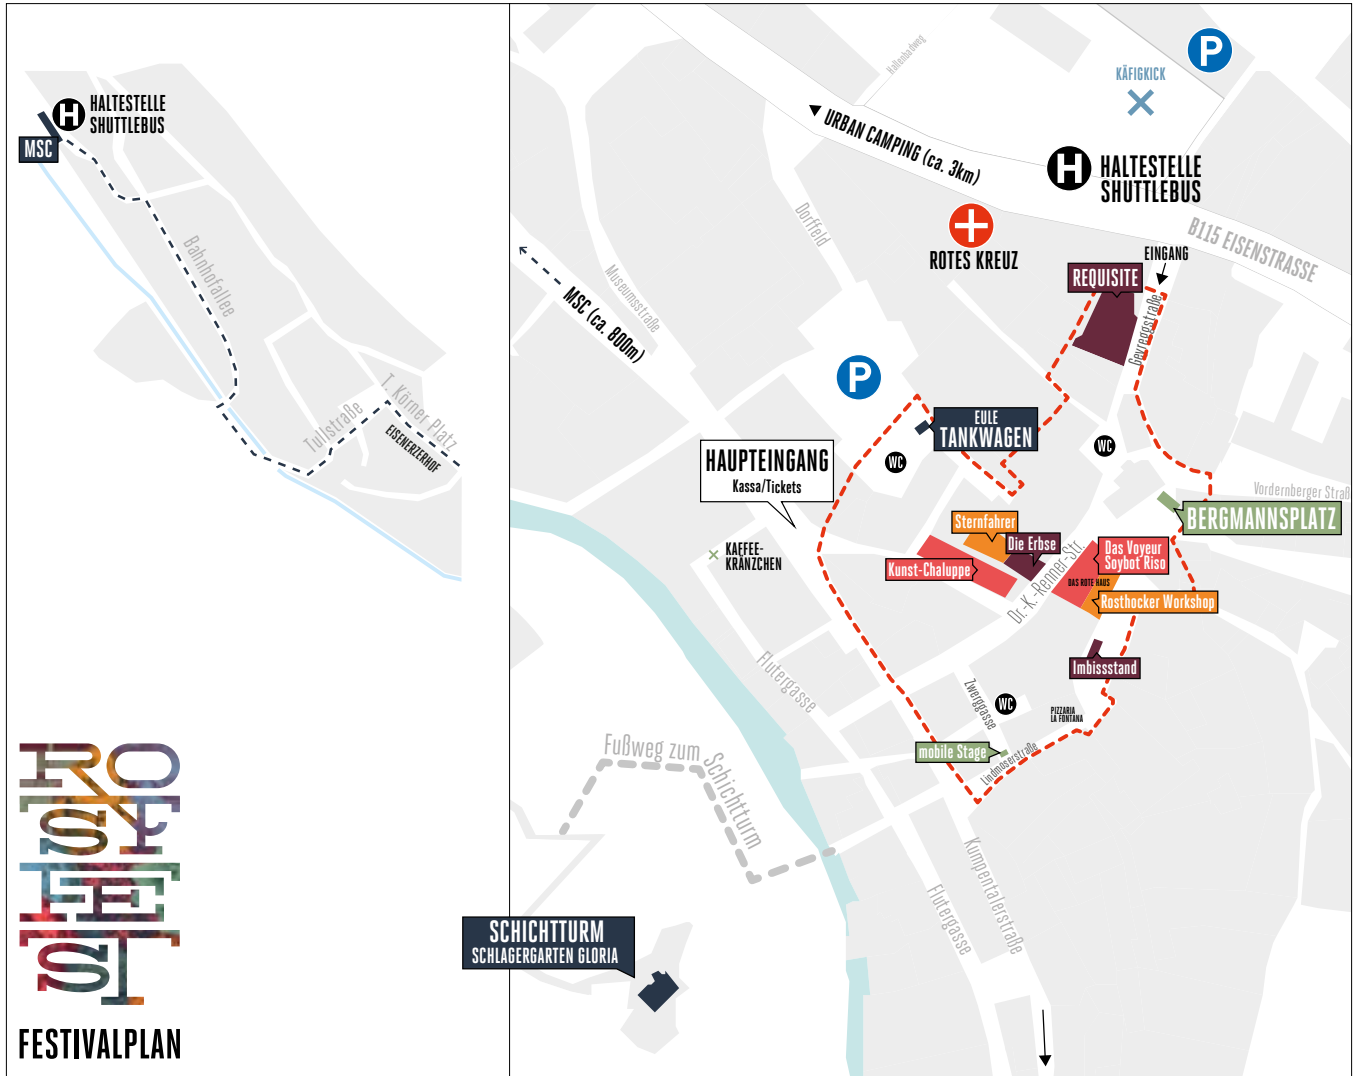 H
HALTESTELLE
SHUTTLEBUS
MSC
Bahnhofallee
Tullstraße
T. Körner Platz
EISENERZERHOF
ROSTFEST
FESTIVALPLAN
Hallenbadweg
P
KÄFIGKICK
URBAN CAMPING (ca. 3km)
H
HALTESTELLE
SHUTTLEBUS
B115 EISENSTRASSE
ROTES KREUZ
Dorffeld
Museumsstraße
MSC (ca. 800m)
EINGANG
REQUISITE
Geyreggstraße
P
EULE
TANKWAGEN
HAUPTEINGANG
Kassa/Tickets
WC
WC
Vordernberger Straß
BERGMANNSPLATZ
Sternfahrer
Die Erbse
Kunst-Chaluppe
Dr.-K.-Renner-Str.
Das Voyeur
Soybot Riso
DAS ROTE HAUS
Rosthocker Workshop
KAFFEE-
KRÄNZCHEN
Imbissstand
Flutergasse
Zwerggasse
WC
PIZZARIA
LA FONTANA
mobile Stage
Lindmoserstraße
Fußweg zum Schichtturm
Kumpentalerstraße
Flutergasse
SCHICHTTURM
SCHLAGERGARTEN GLORIA